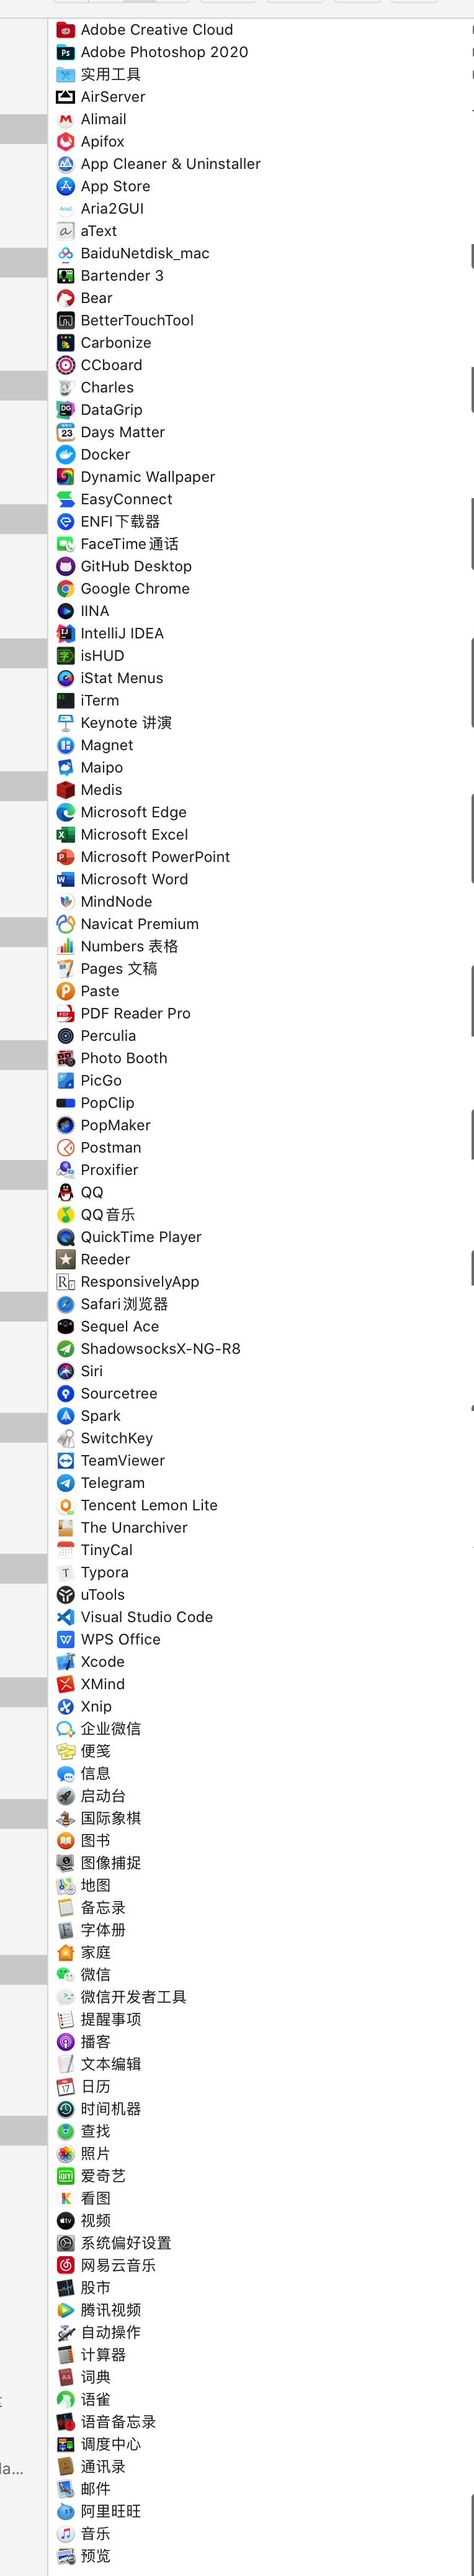 Adobe Creative Cloud
Adobe Photoshop 2020
实用工具
AirServer
Alimail
Apifox
App Cleaner & Uninstaller
App Store
Aria2GUI
aText
BaiduNetdisk_mac
Bartender 3
Bear
BetterTouchTool
Carbonize
CCboard
Charles
DataGrip
Days Matter
Docker
Dynamic Wallpaper
EasyConnect
ENFI下载器
FaceTime 通话
GitHub Desktop
Google Chrome
IINA
IntelliJ IDEA
isHUD
iStat Menus
iTerm
Keynote 讲演
Magnet
Maipo
Medis
Microsoft Edge
Microsoft Excel
Microsoft PowerPoint
Microsoft Word
MindNode
Navicat Premium
Numbers 表格
Pages 文稿
Paste
PDF Reader Pro
Perculia
Photo Booth
PicGo
PopClip
PopMaker
Postman
Proxifier
QQ
QQ音乐
QuickTime Player
Reeder
ResponsivelyApp
Safari浏览器
Sequel Ace
ShadowsocksX-NG-R8
Siri
Sourcetree
Spark
SwitchKey
TeamViewer
Telegram
Tencent Lemon Lite
The Unarchiver
TinyCal
Typora
uTools
Visual Studio Code
WPS Office
Xcode
XMind
Xnip
企业微信
便笺
信息
启动台
国际象棋
图书
图像捕捉
地图
备忘录
字体册
家庭
微信
微信开发者工具
提醒事项
播客
文本编辑
日历
时间机器
查找
照片
爱奇艺
看图
视频
系统偏好设置
网易云音乐
股市
腾讯视频
自动操作
计算器
词典
语雀
语音备忘录
调度中心
通讯录
邮件
阿里旺旺
音乐
预览